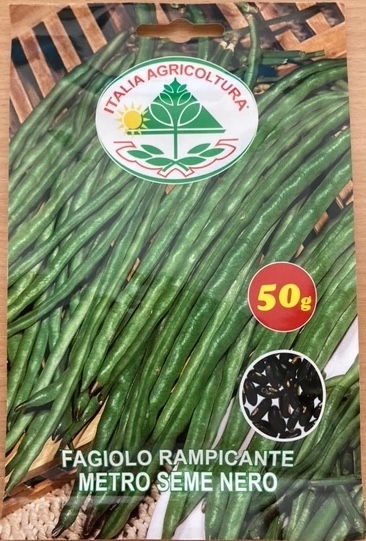 ITALIA AGRICOLTURA
50g
FAGIOLO RAMPICANTE
METRO SEME NERO